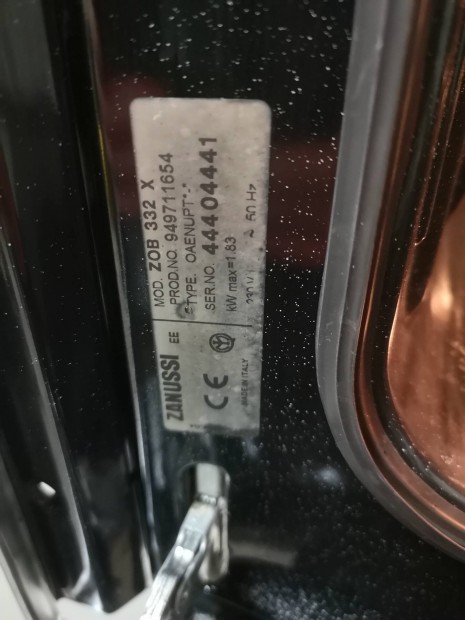 MOD. ZOB 332 X
PROD.NO. 949711654
TYPE. OAENUPT*.*
SER.NO. 44404441
kW max=1.83
230 V ~ 50 Hz
ZANUSSI EE
CE
MADE IN ITALY